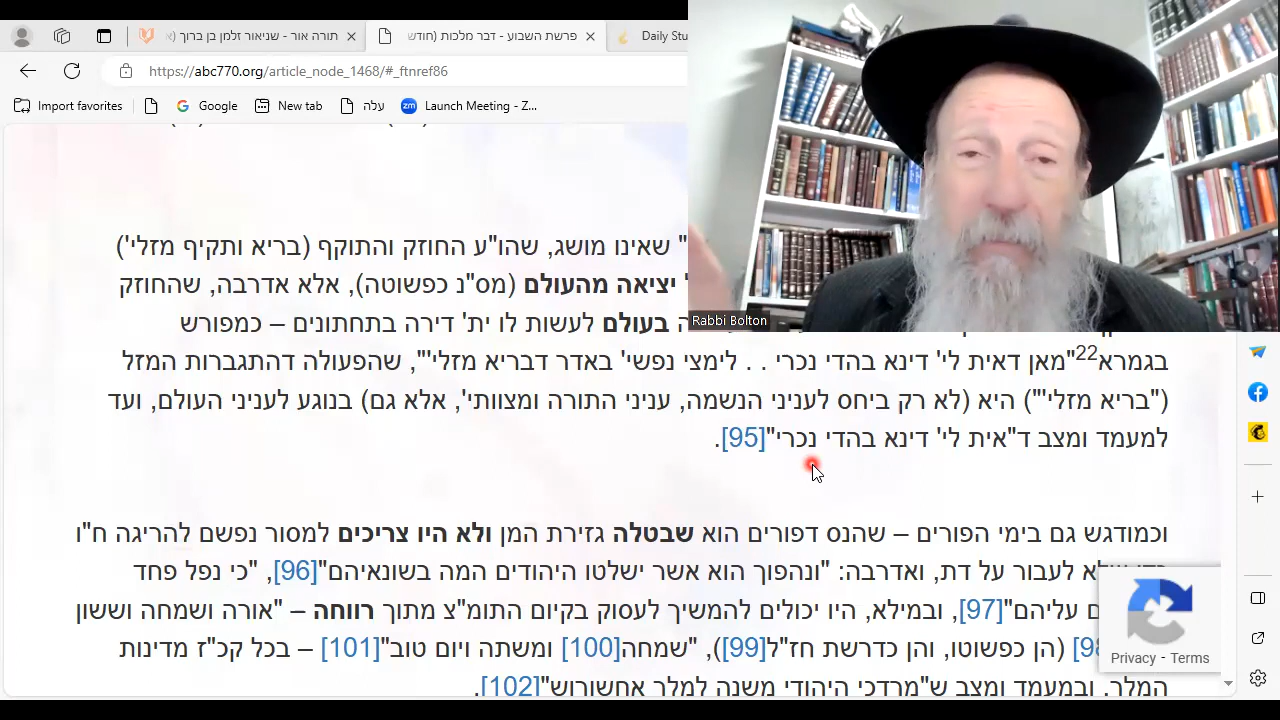 תורה אור - שניאור זלמן בן ברוך (א
פרשת השבוע - דבר מלכות (חודש
Daily Stu
https://abc770.org/article_node_1468/#_ftnref86
Import favorites
Google
New tab
עלה
Launch Meeting - Z...
Rabbi Bolton
" שאינו מושג, שהו"ע החוזק והתוקף (בריא ותקיף מזלי')
יציאה מהעולם (מס"נ כפשוטה), אלא אדרבה, שהחוזק
בעולם לעשות לו ית' דירה בתחתונים – כמפורש
בגמרא22"מאן דאית לי' דינא בהדי נכרי . . לימצי נפשי' באדר דבריא מזלי'", שהפעולה דהתגברות המזל
("בריא מזלי'") היא (לא רק ביחס לעניני הנשמה, עניני התורה ומצוותי', אלא גם) בנוגע לעניני העולם, ועד
למעמד ומצב ד"אית לי' דינא בהדי נכרי"[95].
וכמודגש גם בימי הפורים – שהנס דפורים הוא שבטלה גזירת המן ולא היו צריכים למסור נפשם להריגה ח"ו
לעבור על דת, ואדרבה: "ונהפוך הוא אשר ישלטו היהודים המה בשונאיהם"[96], "כי נפל פחד
עליהם"[97], ובמילא, היו יכולים להמשיך לעסוק בקיום התומ"צ מתוך רווחה – "אורה ושמחה וששון
(הן כפשוטו, והן כדרשת חז"ל[99]), "שמחה[100] ומשתה ויום טוב"[101] – בכל קכ"ז מדינות
המלך, ובמעמד ומצב ש"מרדכי היהודי משנה למלך אחשורוש"[102].
Privacy - Terms